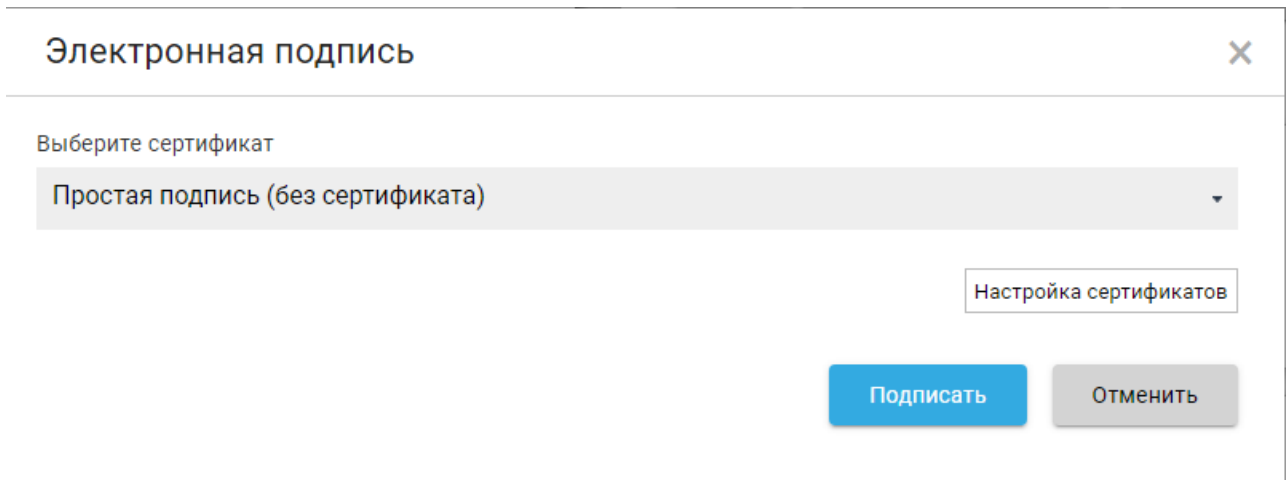 Электронная подпись
Выберите сертификат
Простая подпись (без сертификата)
Настройка сертификатов
Подписать Отменить